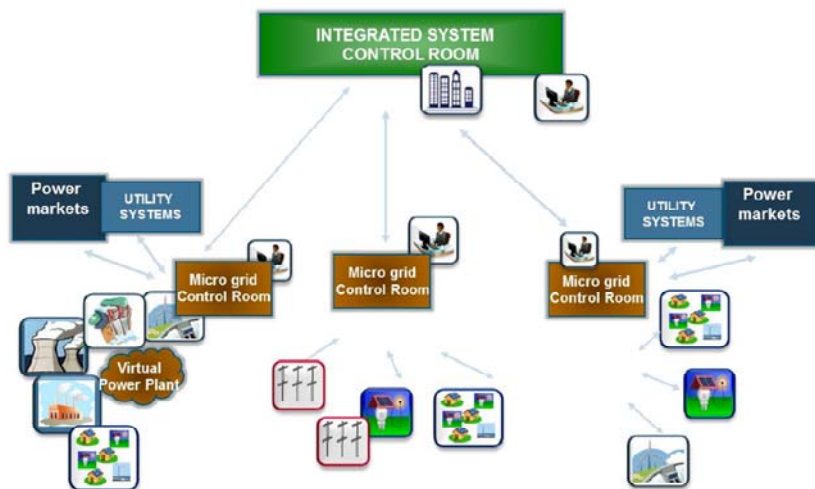 INTEGRATED SYSTEM
CONTROL ROOM
Power
markets
UTILITY
SYSTEMS
UTILITY
SYSTEMS
Power
markets
Micro grid
Control Room
Micro grid
Control Room
Micro grid
Control Room
Virtual
Power Plant